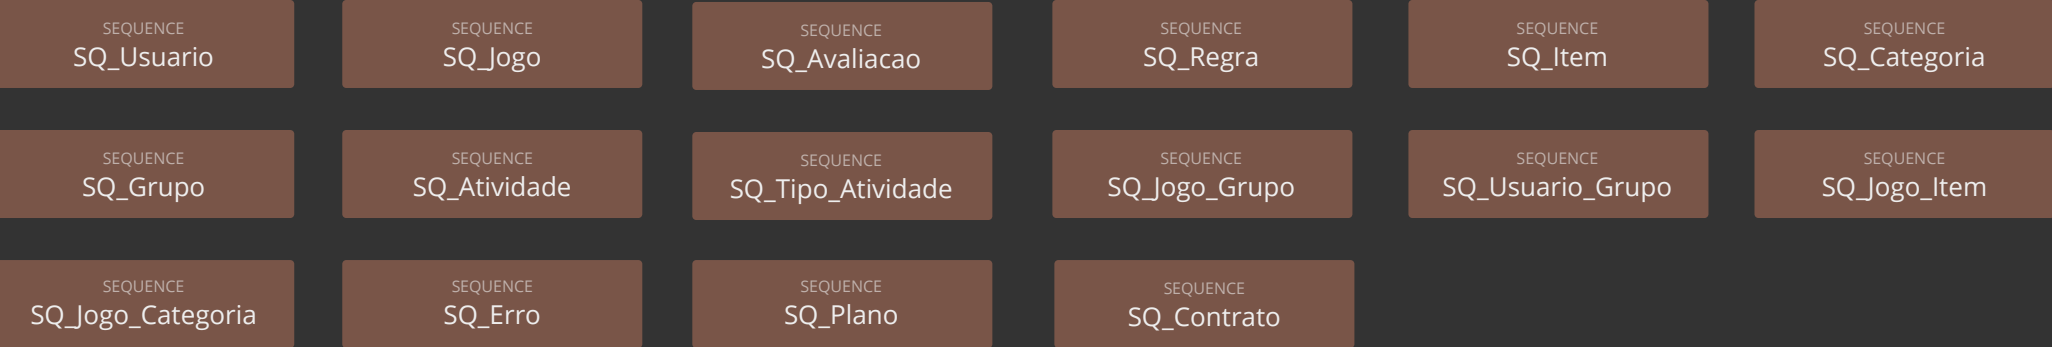 SEQUENCE
SQ_Usuario
SEQUENCE
SQ_Jogo
SEQUENCE
SQ_Avaliacao
SEQUENCE
SQ_Regra
SEQUENCE
SQ_Item
SEQUENCE
SQ_Categoria
SEQUENCE
SQ_Grupo
SEQUENCE
SQ_Atividade
SEQUENCE
SQ_Tipo_Atividade
SEQUENCE
SQ_Jogo_Grupo
SEQUENCE
SQ_Usuario_Grupo
SEQUENCE
SQ_Jogo_Item
SEQUENCE
SQ_Jogo_Categoria
SEQUENCE
SQ_Erro
SEQUENCE
SQ_Plano
SEQUENCE
SQ_Contrato